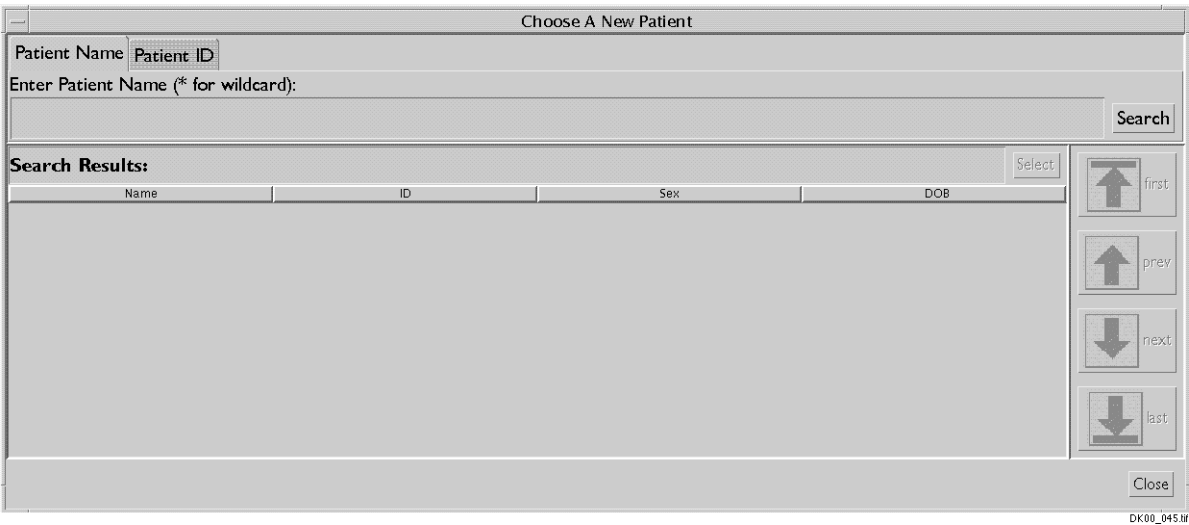 Choose A New Patient
Patient Name Patient ID
Enter Patient Name (* for wildcard):
Search
Search Results:
Select
Name ID Sex DOB
first
prev
next
last
Close
DK00_045.tif